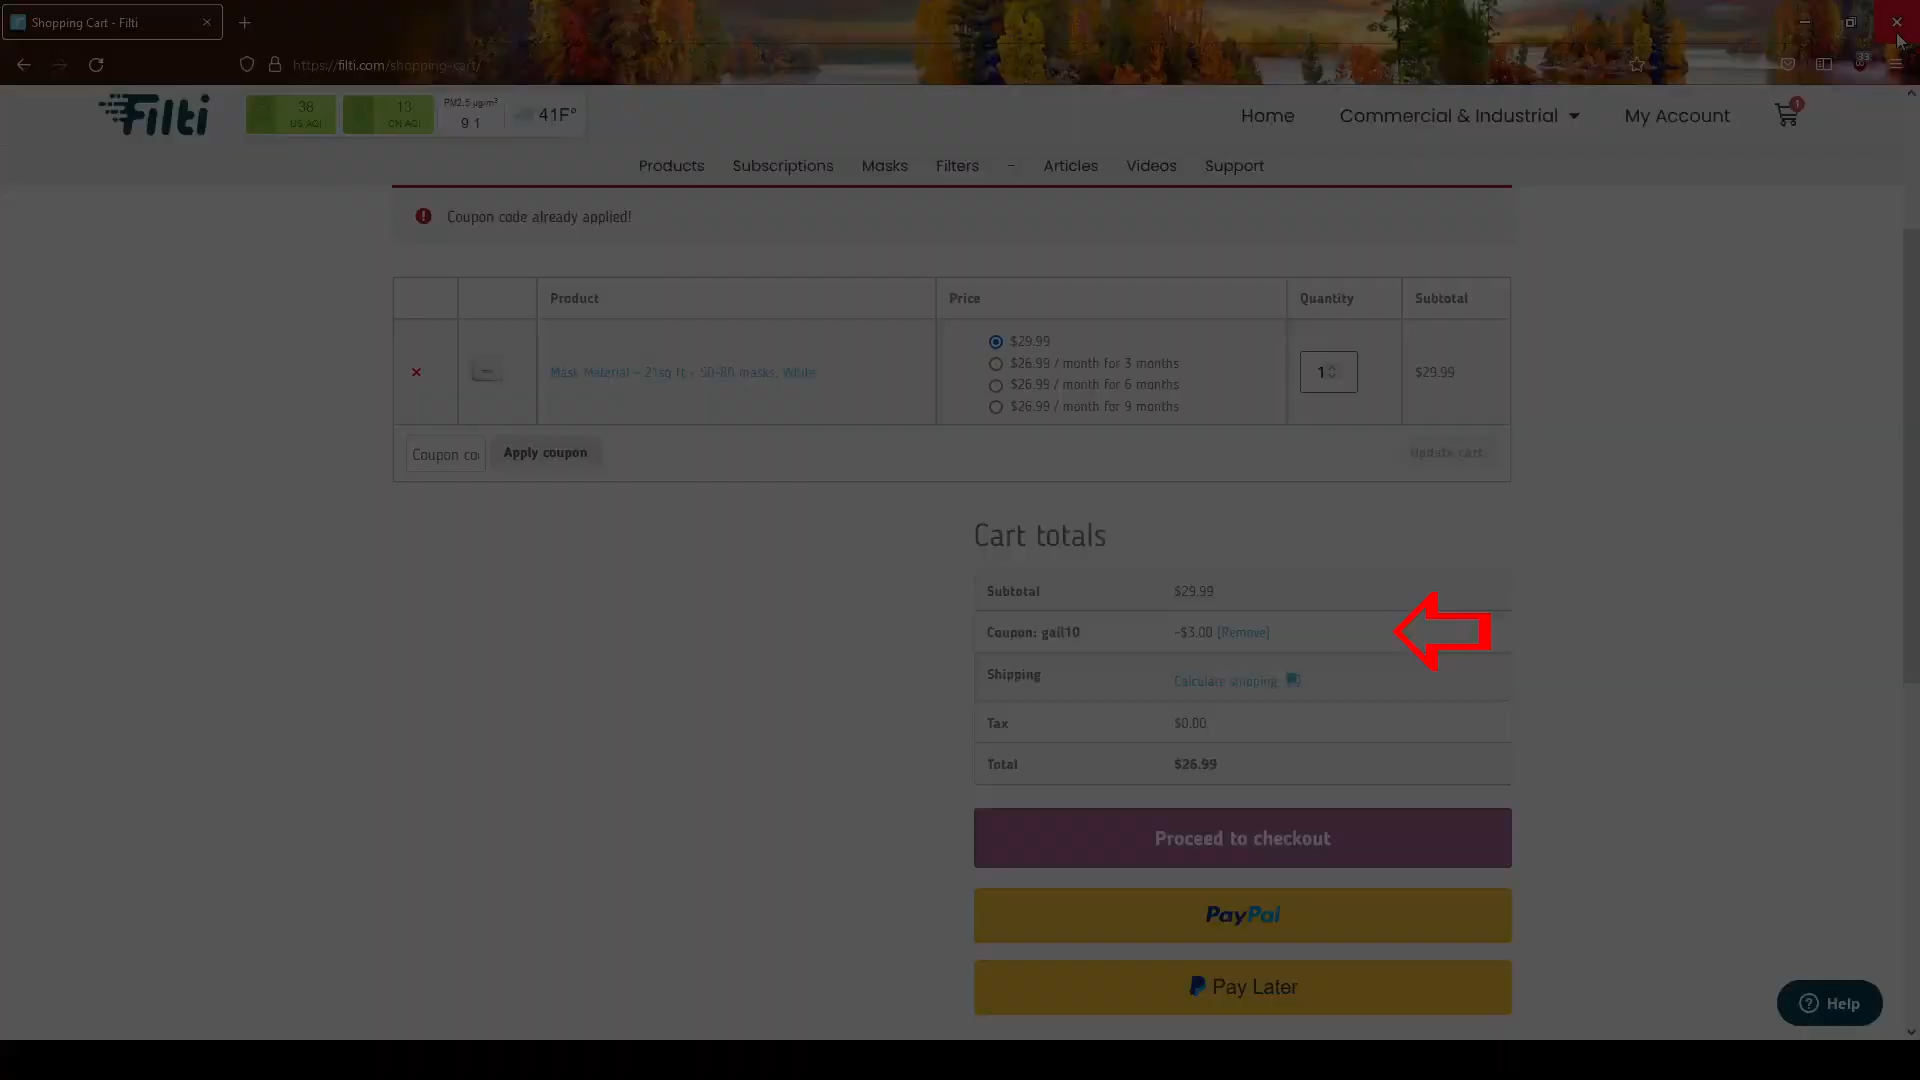 Shopping Cart - Filti
https://filti.com/shopping-cart/
Filti
38
US AQI
13
CN AQI
PM2.5 µg/m³
9.1
41F°
Home
Commercial & Industrial
My Account
1
Products
Subscriptions
Masks
Filters
-
Articles
Videos
Support
Coupon code already applied!
Product
Price
Quantity
Subtotal
Mask Material – 21sq ft - 50-80 masks, White
$29.99
$26.99 / month for 3 months
$26.99 / month for 6 months
$26.99 / month for 9 months
1
$29.99
Coupon co
Apply coupon
Update cart
Cart totals
Subtotal
$29.99
Coupon: gail10
-$3.00 [Remove]
Shipping
Calculate shipping
Tax
$0.00
Total
$26.99
Proceed to checkout
PayPal
Pay Later
Help